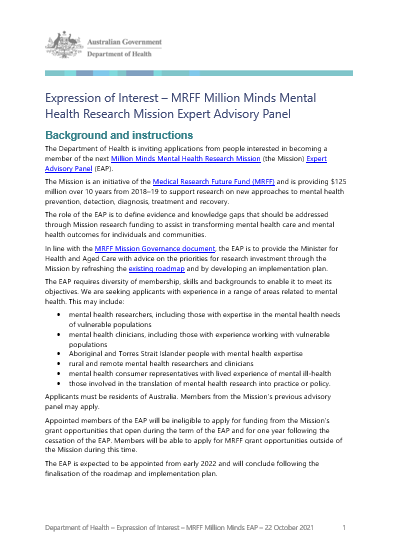 Australian Government
Department of Health
Expression of Interest – MRFF Million Minds Mental
Health Research Mission Expert Advisory Panel
Background and instructions
The Department of Health is inviting applications from people interested in becoming a
member of the next Million Minds Mental Health Research Mission (the Mission) Expert
Advisory Panel (EAP).
The Mission is an initiative of the Medical Research Future Fund (MRFF) and is providing $125
million over 10 years from 2018–19 to support research on new approaches to mental health
prevention, detection, diagnosis, treatment and recovery.
The role of the EAP is to define evidence and knowledge gaps that should be addressed
through Mission research funding to assist in transforming mental health care and mental
health outcomes for individuals and communities.
In line with the MRFF Mission Governance document, the EAP is to provide the Minister for
Health and Aged Care with advice on the priorities for research investment through the
Mission by refreshing the existing roadmap and by developing an implementation plan.
The EAP requires diversity of membership, skills and backgrounds to enable it to meet its
objectives. We are seeking applicants with experience in a range of areas related to mental
health. This may include:
• mental health researchers, including those with expertise in the mental health needs
of vulnerable populations
• mental health clinicians, including those with experience working with vulnerable
populations
• Aboriginal and Torres Strait Islander people with mental health expertise
• rural and remote mental health researchers and clinicians
• mental health consumer representatives with lived experience of mental ill-health
• those involved in the translation of mental health research into practice or policy.
Applicants must be residents of Australia. Members from the Mission's previous advisory
panel may apply.
Appointed members of the EAP will be ineligible to apply for funding from the Mission's
grant opportunities that open during the term of the EAP and for one year following the
cessation of the EAP. Members will be able to apply for MRFF grant opportunities outside of
the Mission during this time.
The EAP is expected to be appointed from early 2022 and will conclude following the
finalisation of the roadmap and implementation plan.
Department of Health – Expression of Interest – MRFF Million Minds EAP – 22 October 2021 1